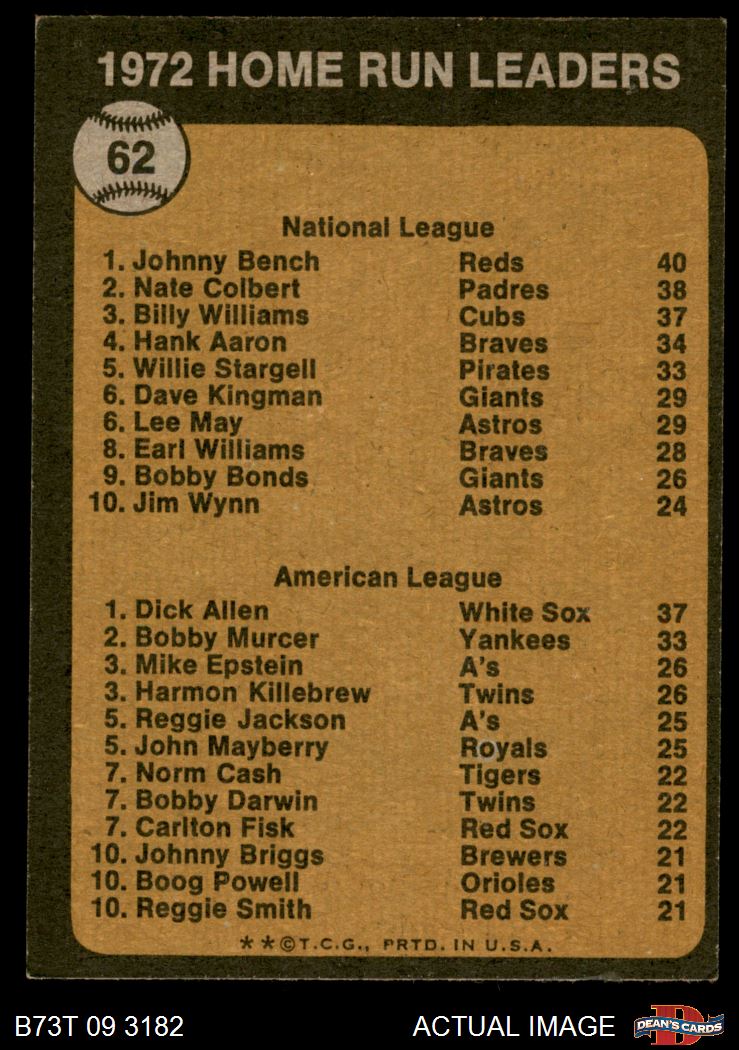 1972 HOME RUN LEADERS
62
National League
1. Johnny Bench Reds 40
2. Nate Colbert Padres 38
3. Billy Williams Cubs 37
4. Hank Aaron Braves 34
5. Willie Stargell Pirates 33
6. Dave Kingman Giants 29
6. Lee May Astros 29
8. Earl Williams Braves 28
9. Bobby Bonds Giants 26
10. Jim Wynn Astros 24
American League
1. Dick Allen White Sox 37
2. Bobby Murcer Yankees 33
3. Mike Epstein A's 26
3. Harmon Killebrew Twins 26
5. Reggie Jackson A's 25
5. John Mayberry Royals 25
7. Norm Cash Tigers 22
7. Bobby Darwin Twins 22
7. Carlton Fisk Red Sox 22
10. Johnny Briggs Brewers 21
10. Boog Powell Orioles 21
10. Reggie Smith Red Sox 21
**©T.C.G., PRTD. IN U.S.A.
B73T 09 3182 ACTUAL IMAGE
D
DEAN'S CARDS